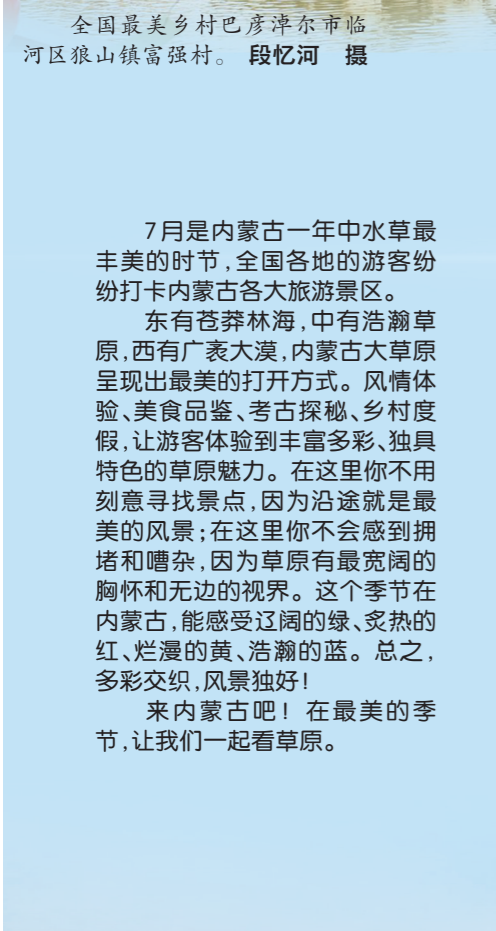 全国最美乡村巴彦淖尔市临
河区狼山镇富强村。 段忆河 摄
7月是内蒙古一年中水草最
丰美的时节,全国各地的游客纷
纷打卡内蒙古各大旅游景区。
东有苍莽林海,中有浩瀚草
原,西有广袤大漠,内蒙古大草原
呈现出最美的打开方式。风情体
验、美食品鉴、考古探秘、乡村度
假,让游客体验到丰富多彩、独具
特色的草原魅力。在这里你不用
刻意寻找景点,因为沿途就是最
美的风景;在这里你不会感到拥
堵和嘈杂,因为草原有最宽阔的
胸怀和无边的视界。这个季节在
内蒙古,能感受辽阔的绿、炙热的
红、烂漫的黄、浩瀚的蓝。总之,
多彩交织,风景独好!
来内蒙古吧!在最美的季
节,让我们一起看草原。